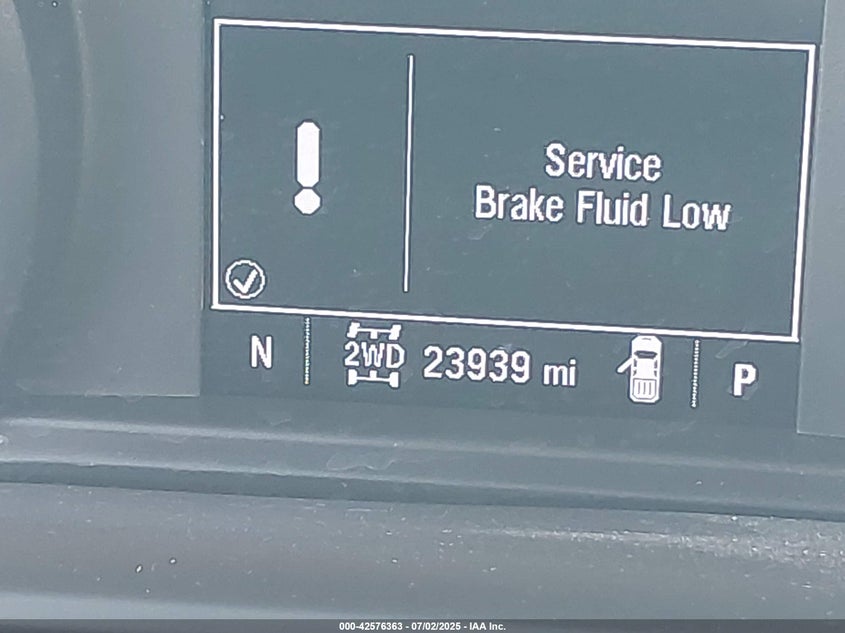 Service
Brake Fluid Low
N 2WD 23939 mi P
000-42576363 - 07/02/2025 - IAA Inc.